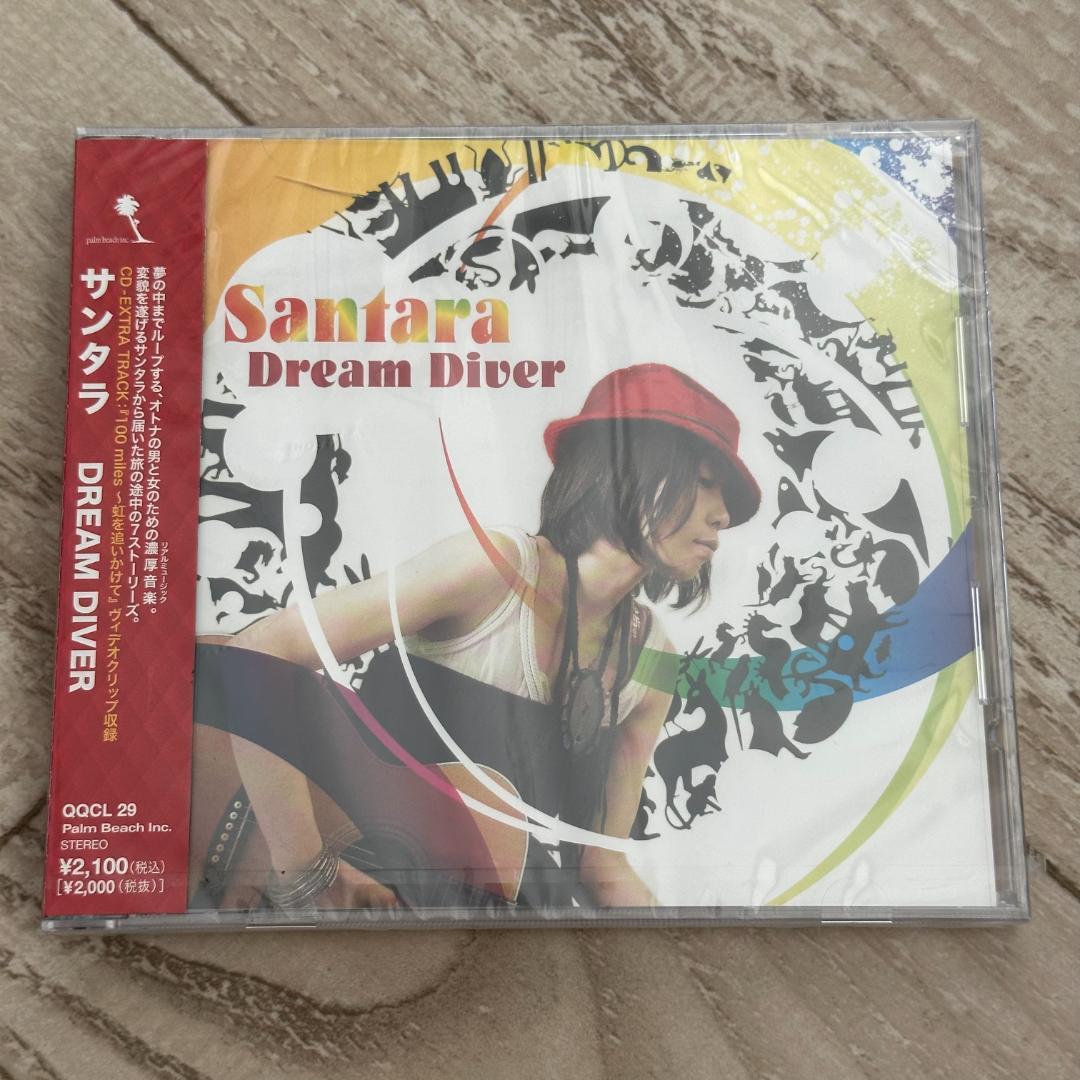 palm beach inc.
サンタラ DREAM DIVER
夢の中までループする、オトナの男と女のための濃厚音楽。
リアルミュージック
変貌を遂げるサンタラから届いた旅の途中の7ストーリーズ。
CD-EXTRA TRACK:『100 miles 〜虹を追いかけて』ヴィデオクリップ収録
QQCL 29
Palm Beach Inc.
STEREO
¥2,100(税込)
[¥2,000(税抜)]
Santara
Dream Diver